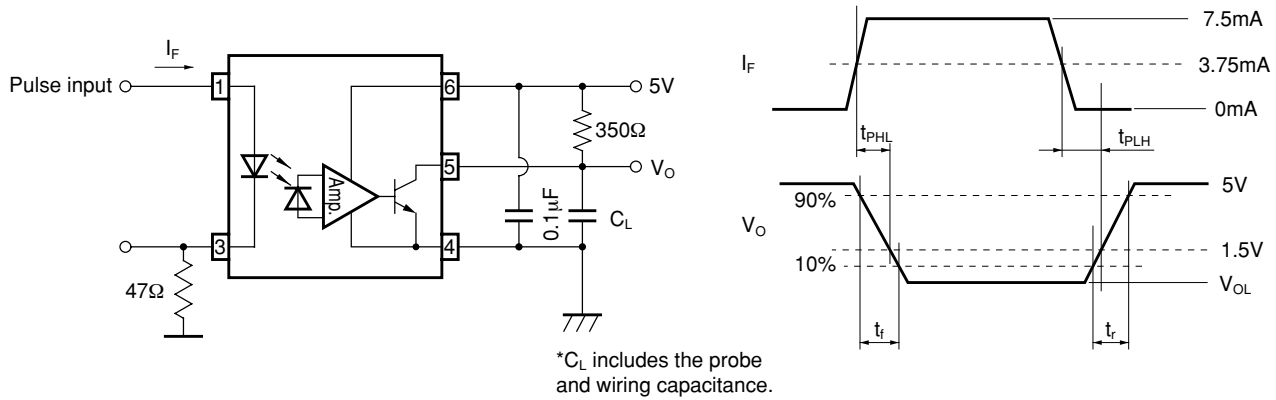 I_F
Pulse input
1
3
47Ω
Amp.
6
5
4
5V
350Ω
V_O
0.1μF
C_L
*C_L includes the probe
and wiring capacitance.
I_F
7.5mA
3.75mA
0mA
t_PHL
t_PLH
V_O
90%
10%
5V
1.5V
V_OL
t_f
t_r